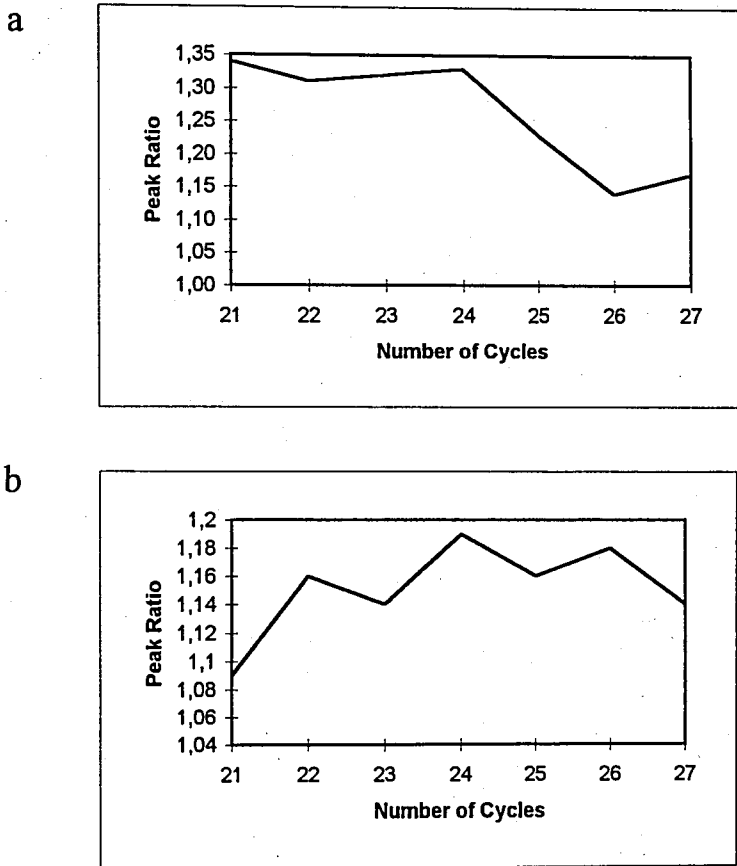 a
1,35
1,30
1,25
1,20
1,15
1,10
1,05
1,00
Peak Ratio
21 22 23 24 25 26 27
Number of Cycles
b
1,2
1,18
1,16
1,14
1,12
1,1
1,08
1,06
1,04
Peak Ratio
21 22 23 24 25 26 27
Number of Cycles